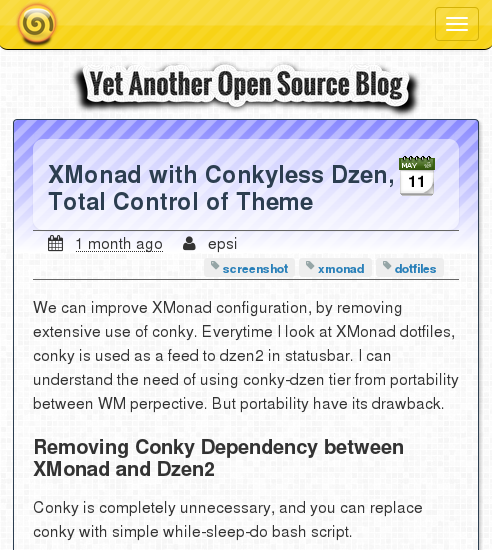 Yet Another Open Source Blog
XMonad with Conkyless Dzen,
MAY
11
Total Control of Theme
1 month ago epsi
screenshot xmonad dotfiles
We can improve XMonad configuration, by removing
extensive use of conky. Everytime I look at XMonad dotfiles,
conky is used as a feed to dzen2 in statusbar. I can
understand the need of using conky-dzen tier from portability
between WM perpective. But portability have its drawback.
Removing Conky Dependency between
XMonad and Dzen2
Conky is completely unnecessary, and you can replace
conky with simple while-sleep-do bash script.